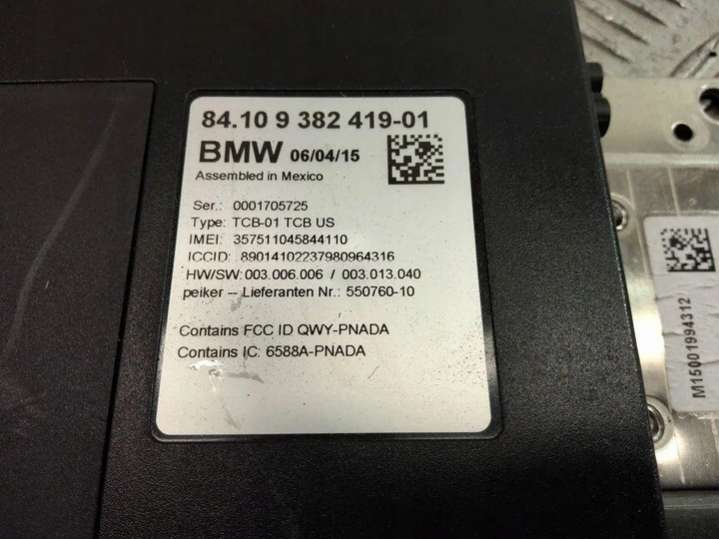 84.10 9 382 419-01
BMW 06/04/15
Assembled in Mexico
Ser.: 0001705725
Type: TCB-01 TCB US
IMEI: 357511045844110
ICCID: 89014102237980964316
HW/SW: 003.006.006 / 003.013.040
peiker -- Lieferanten Nr.: 550760-10
Contains FCC ID QWY-PNADA
Contains IC: 6588A-PNADA
M15001994312